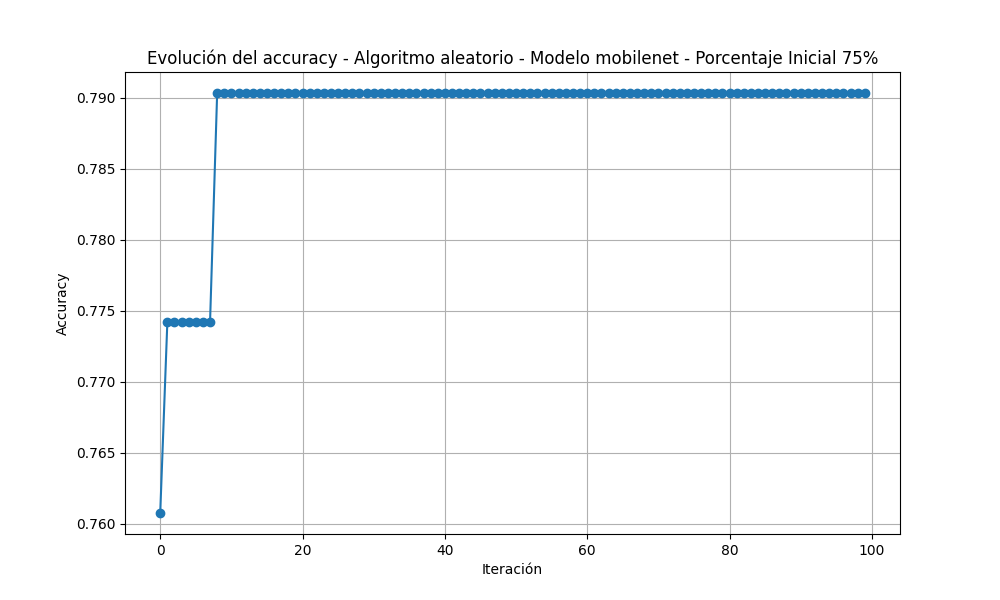 Evolución del accuracy - Algoritmo aleatorio - Modelo mobilenet - Porcentaje Inicial 75%
0.790
0.785
0.780
0.775
0.770
0.765
0.760
Accuracy
0 20 40 60 80 100
Iteración